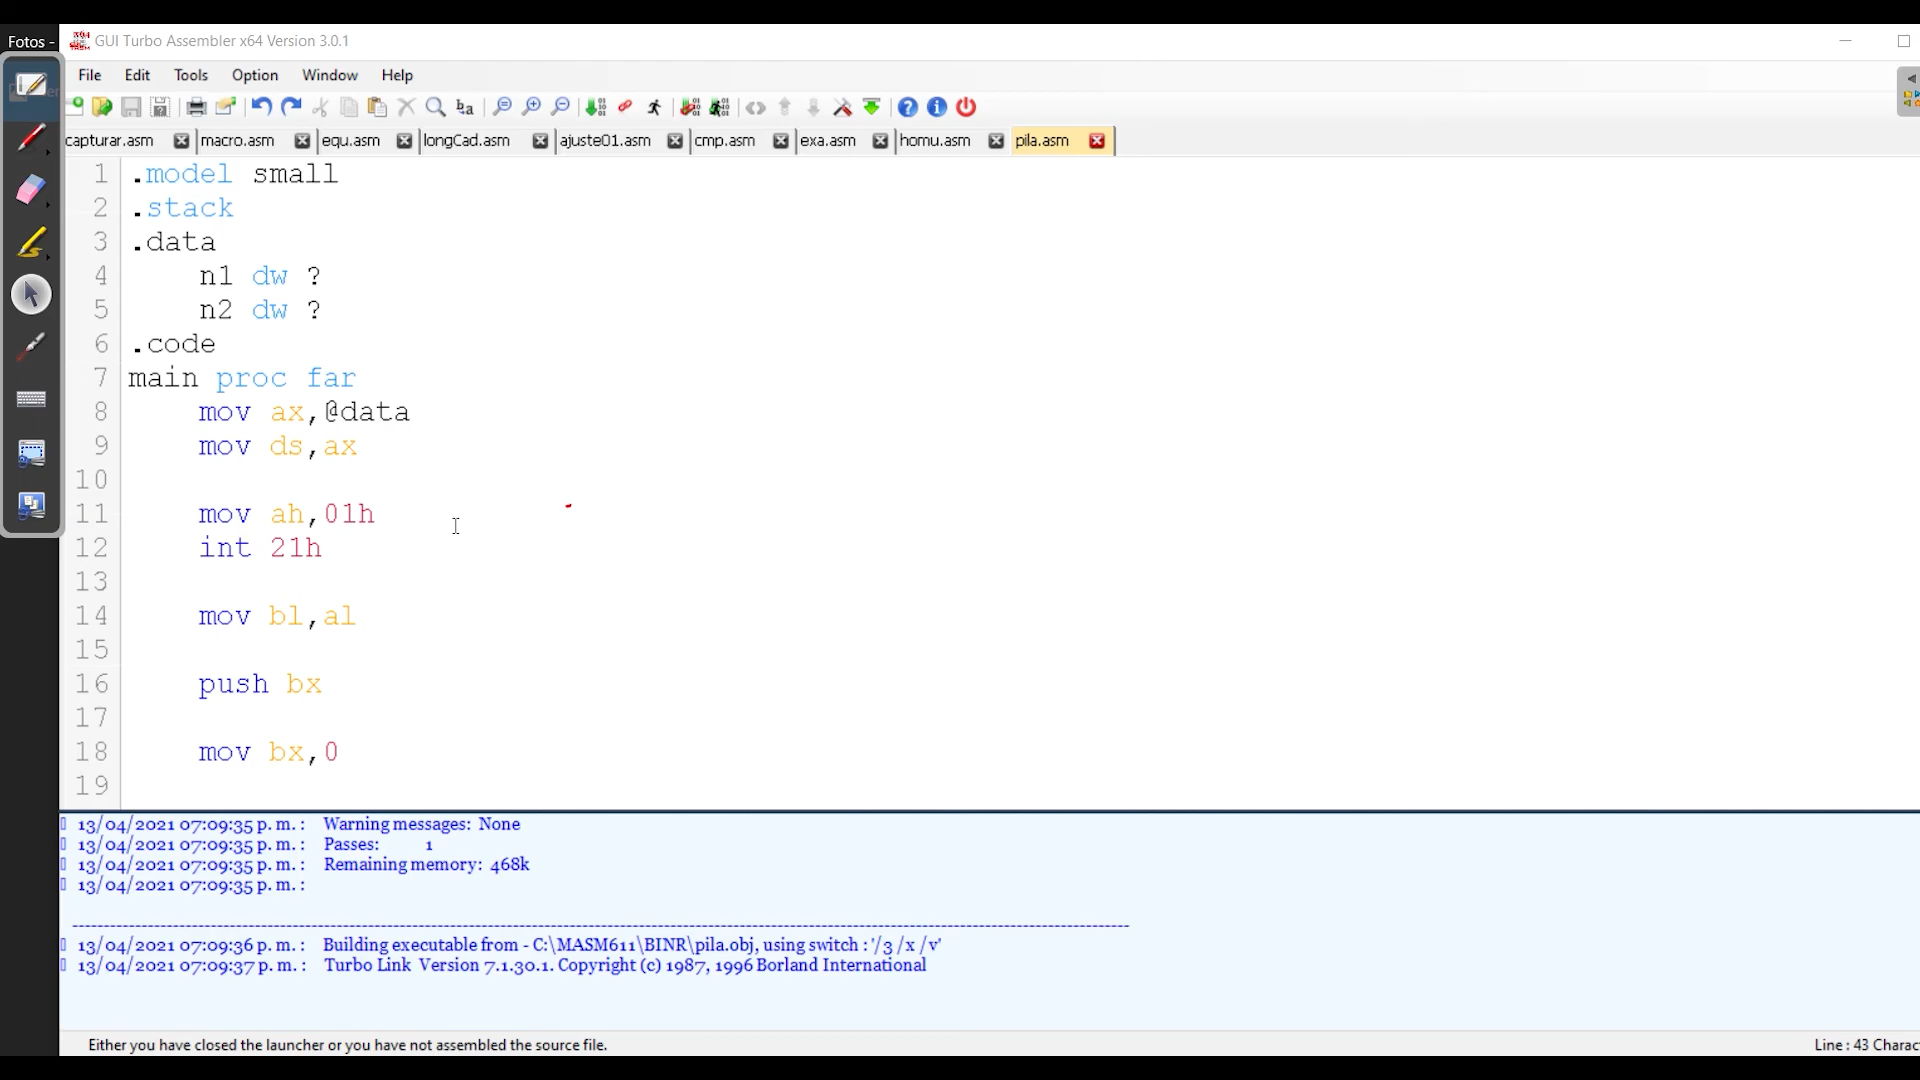 Fotos -
GUI Turbo Assembler x64 Version 3.0.1
File Edit Tools Option Window Help
capturar.asm macro.asm equ.asm longCad.asm ajuste01.asm cmp.asm exa.asm homu.asm pila.asm
1 .model small
2 .stack
3 .data
4 n1 dw ?
5 n2 dw ?
6 .code
7 main proc far
8 mov ax,@data
9 mov ds,ax
10
11 mov ah,01h
12 int 21h
13
14 mov bl,al
15
16 push bx
17
18 mov bx,0
19
13/04/2021 07:09:35 p. m. : Warning messages: None
13/04/2021 07:09:35 p. m. : Passes: 1
13/04/2021 07:09:35 p. m. : Remaining memory: 468k
13/04/2021 07:09:35 p. m. :
13/04/2021 07:09:36 p. m. : Building executable from - C:\MASM611\BINR\pila.obj, using switch : '/3 /x /v'
13/04/2021 07:09:37 p. m. : Turbo Link Version 7.1.30.1. Copyright (c) 1987, 1996 Borland International
Either you have closed the launcher or you have not assembled the source file.
Line : 43 Charac